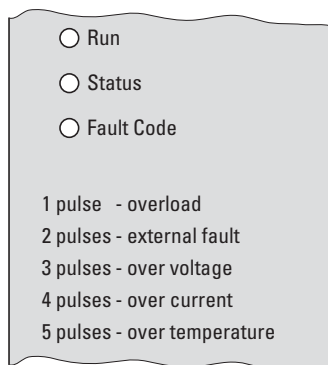 Run
Status
Fault Code
1 pulse - overload
2 pulses - external fault
3 pulses - over voltage
4 pulses - over current
5 pulses - over temperature